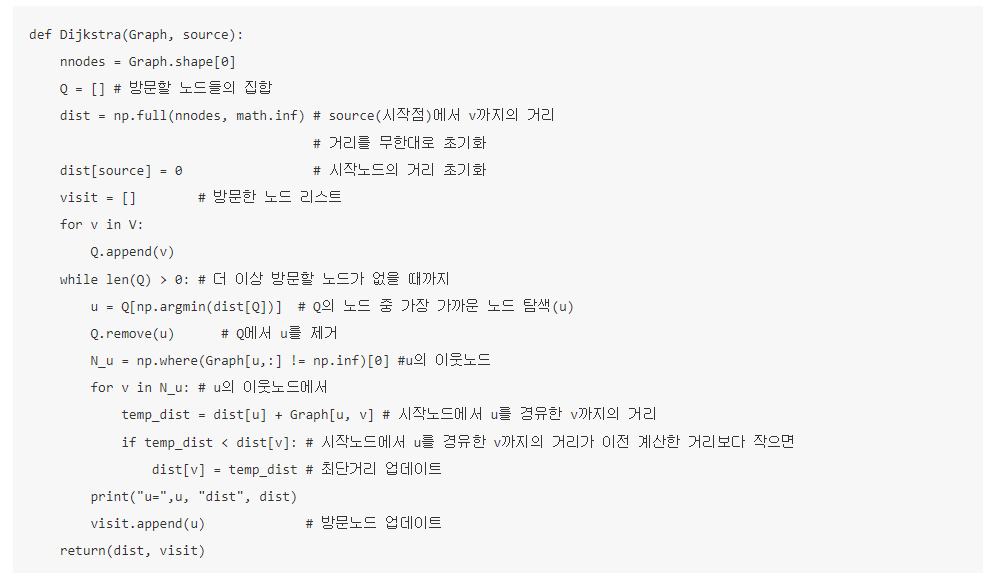 def Dijkstra(Graph, source):
    nnodes = Graph.shape[0]
    Q = [] # 방문할 노드들의 집합
    dist = np.full(nnodes, math.inf) # source(시작점)에서 v까지의 거리
                                     # 거리를 무한대로 초기화
    dist[source] = 0                 # 시작노드의 거리 초기화
    visit = []        # 방문한 노드 리스트
    for v in V:
        Q.append(v)
    while len(Q) > 0: # 더 이상 방문할 노드가 없을 때까지
        u = Q[np.argmin(dist[Q])]  # Q의 노드 중 가장 가까운 노드 탐색(u)
        Q.remove(u)      # Q에서 u를 제거
        N_u = np.where(Graph[u,:] != np.inf)[0] #u의 이웃노드
        for v in N_u: # u의 이웃노드에서
            temp_dist = dist[u] + Graph[u, v] # 시작노드에서 u를 경유한 v까지의 거리
            if temp_dist < dist[v]: # 시작노드에서 u를 경유한 v까지의 거리가 이전 계산한 거리보다 작으면
                dist[v] = temp_dist # 최단거리 업데이트
        print("u=",u, "dist", dist)
        visit.append(u)             # 방문노드 업데이트
    return(dist, visit)